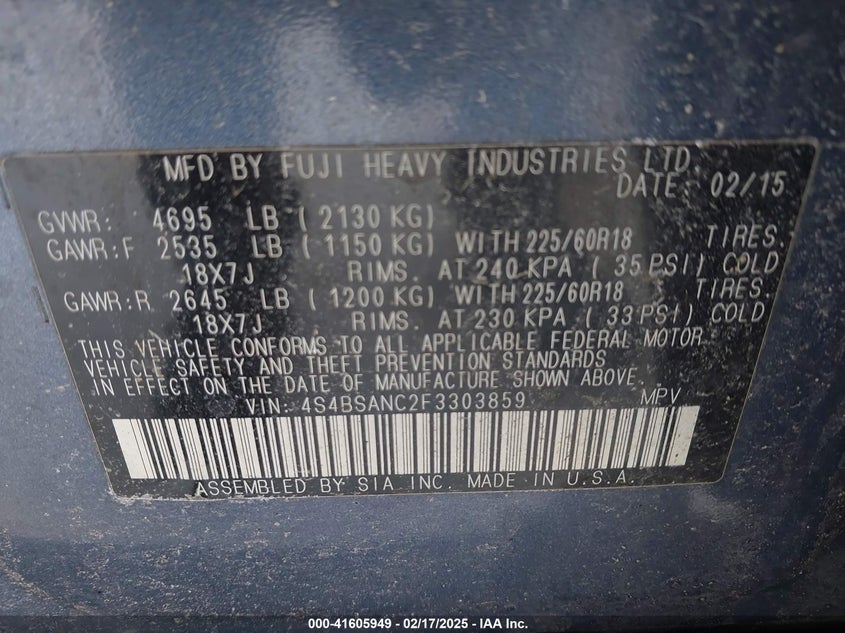 MFD BY FUJI HEAVY INDUSTRIES LTD
DATE: 02/15
GVWR: 4695 LB ( 2130 KG)
GAWR:F 2535 LB ( 1150 KG) WITH 225/60R18 TIRES.
18X7J RIMS. AT 240 KPA ( 35 PSI) COLD
GAWR:R 2645 LB ( 1200 KG) WITH 225/60R18 TIRES.
18X7J RIMS. AT 230 KPA ( 33 PSI) COLD
THIS VEHICLE CONFORMS TO ALL APPLICABLE FEDERAL MOTOR
VEHICLE SAFETY AND THEFT PREVENTION STANDARDS
IN EFFECT ON THE DATE OF MANUFACTURE SHOWN ABOVE.
VIN: 4S4BSANC2F3303859 MPV
ASSEMBLED BY SIA INC. MADE IN U.S.A.
000-41605949 - 02/17/2025 - IAA Inc.